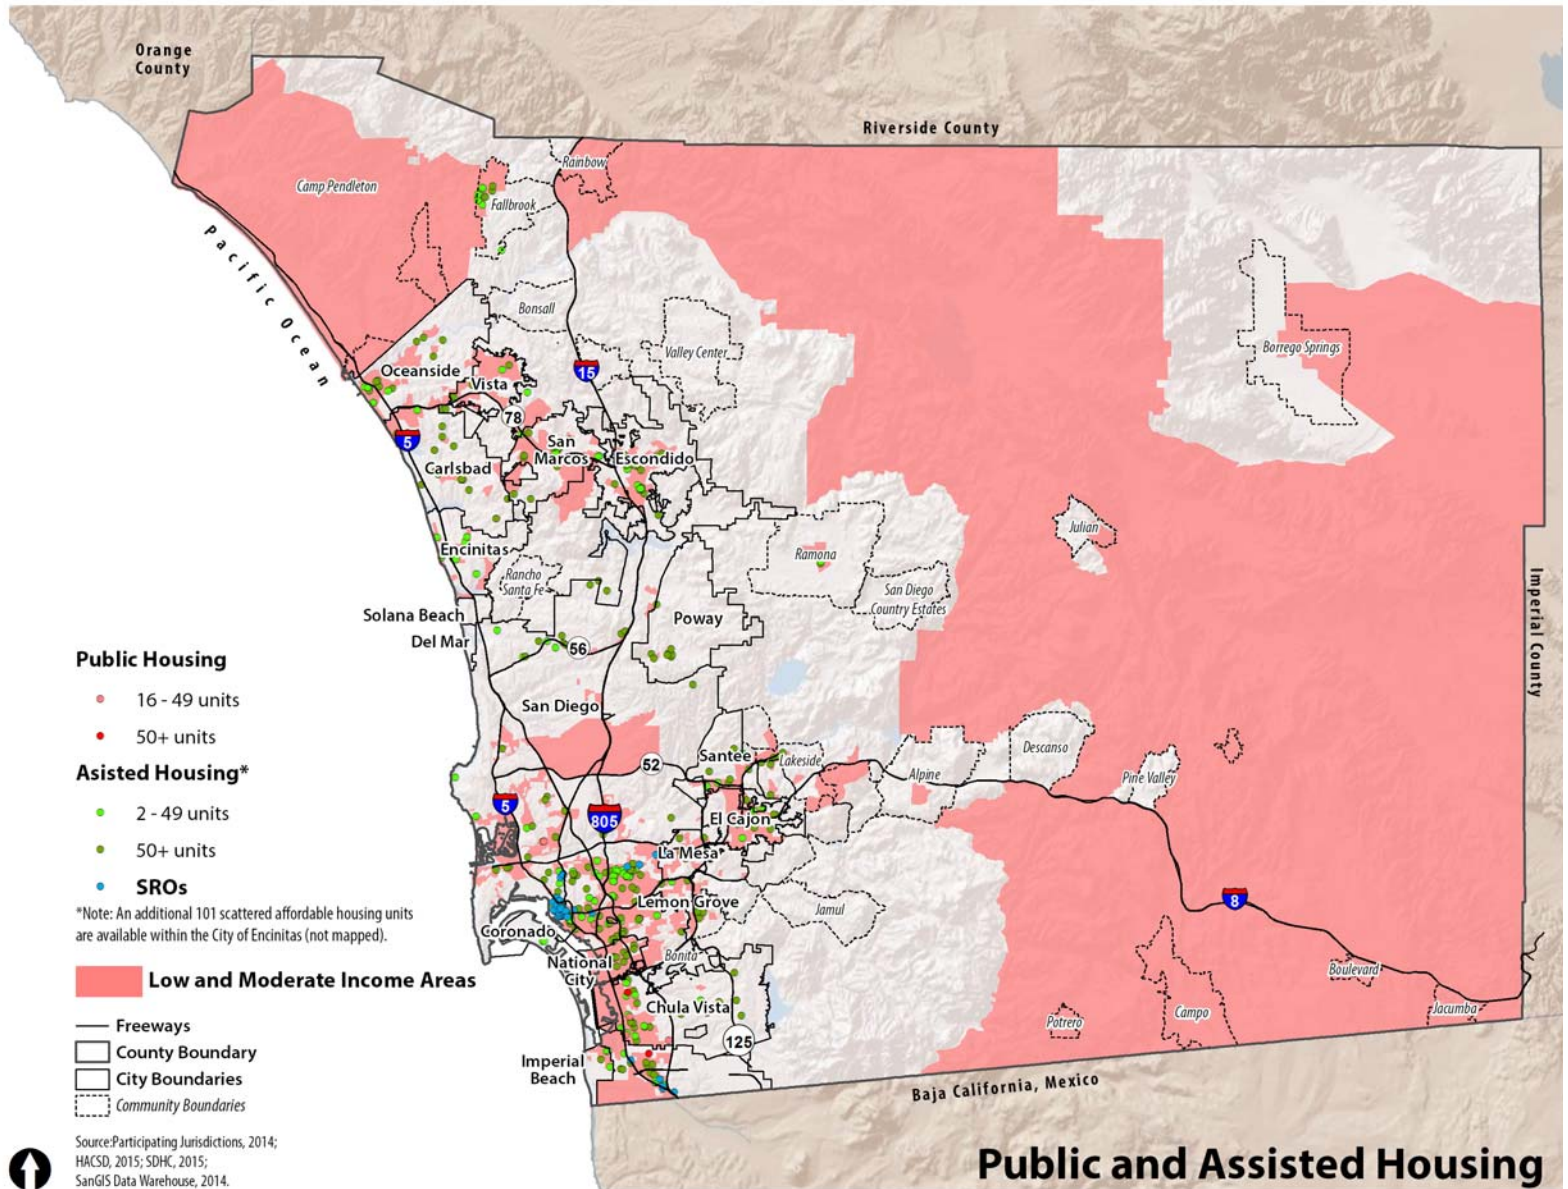 Orange
County
Riverside County
Rainbow
Camp Pendleton
Fallbrook
Pacific Ocean
Bonsall
Valley Center
Borrego Springs
15
Oceanside
Vista
78
5
San
Marcos
Escondido
Carlsbad
Julian
Encinitas
Ramona
Rancho
Santa Fe
San Diego
Country Estates
Imperial County
Solana Beach
Poway
Del Mar
56
Public Housing
16 - 49 units
50+ units
Asisted Housing*
2 - 49 units
50+ units
SROs
*Note: An additional 101 scattered affordable housing units
are available within the City of Encinitas (not mapped).
Low and Moderate Income Areas
Freeways
County Boundary
City Boundaries
Community Boundaries
Source:Participating Jurisdictions, 2014;
HACSD, 2015; SDHC, 2015;
SanGIS Data Warehouse, 2014.
San Diego
52
Santee
Lakeside
Alpine
Descanso
Pine Valley
5
805
El Cajon
La Mesa
Lemon Grove
Jamul
8
Coronado
National
City
Bonita
Boulevard
Chula Vista
Potrero
Campo
Jacumba
125
Imperial
Beach
Baja California, Mexico
Public and Assisted Housing